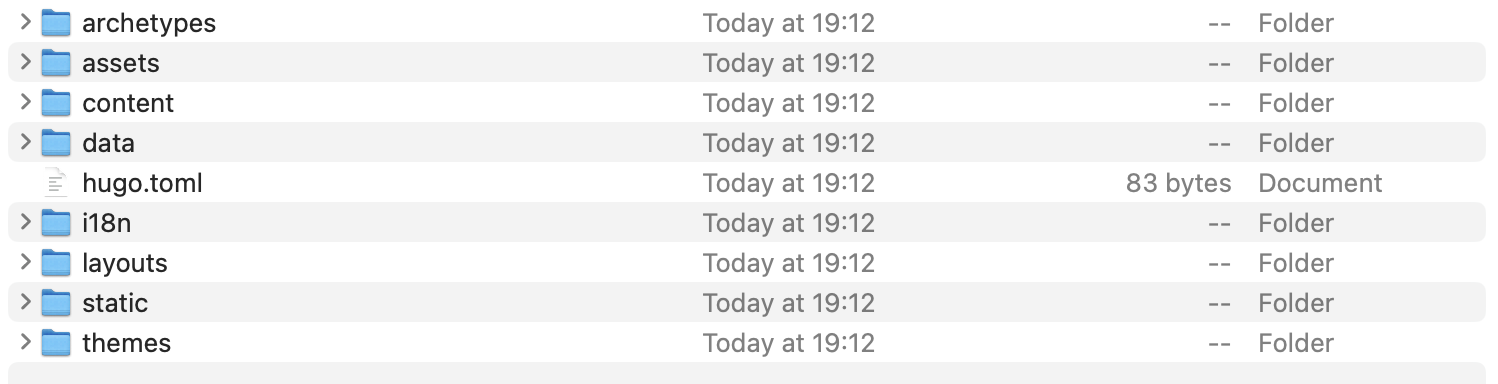 archetypes Today at 19:12 -- Folder
assets Today at 19:12 -- Folder
content Today at 19:12 -- Folder
data Today at 19:12 -- Folder
hugo.toml Today at 19:12 83 bytes Document
i18n Today at 19:12 -- Folder
layouts Today at 19:12 -- Folder
static Today at 19:12 -- Folder
themes Today at 19:12 -- Folder